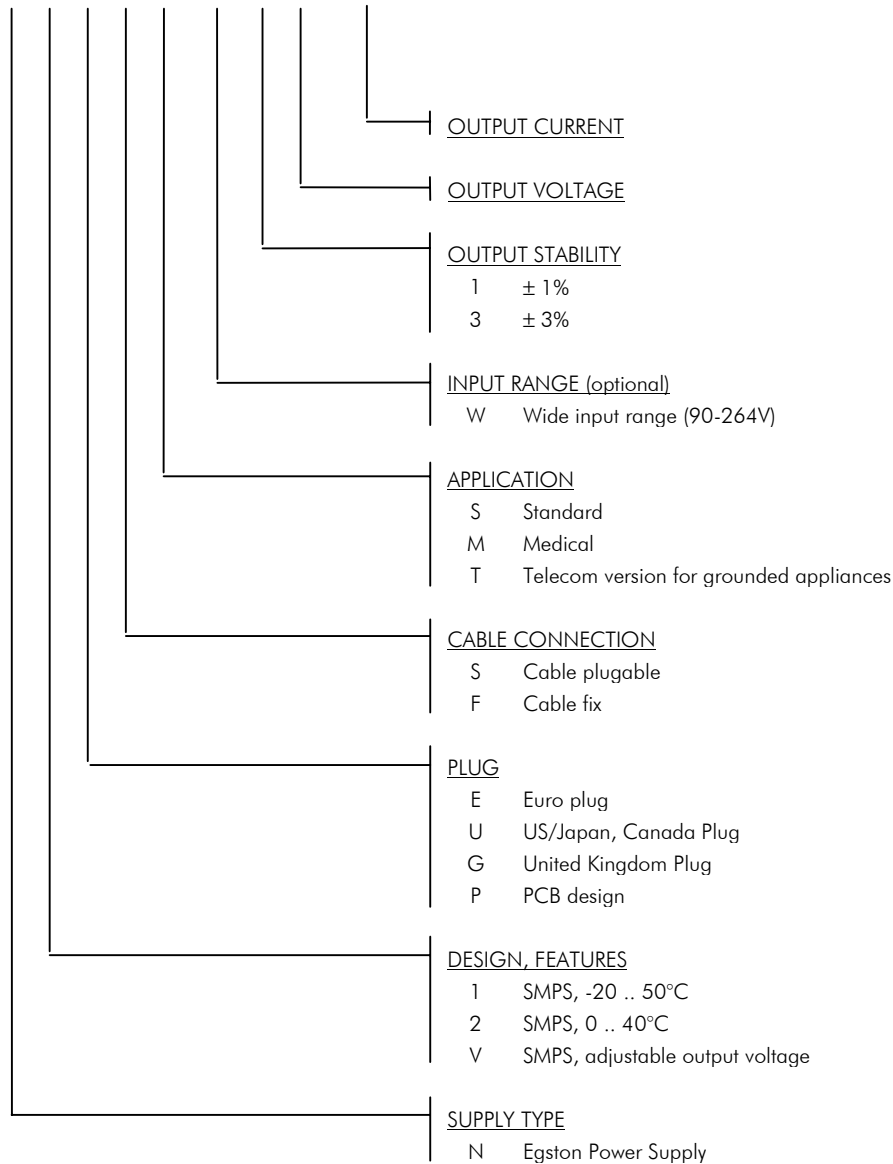 OUTPUT CURRENT
OUTPUT VOLTAGE
OUTPUT STABILITY
1 ± 1%
3 ± 3%
INPUT RANGE (optional)
W Wide input range (90-264V)
APPLICATION
S Standard
M Medical
T Telecom version for grounded appliances
CABLE CONNECTION
S Cable plugable
F Cable fix
PLUG
E Euro plug
U US/Japan, Canada Plug
G United Kingdom Plug
P PCB design
DESIGN, FEATURES
1 SMPS, -20 .. 50°C
2 SMPS, 0 .. 40°C
V SMPS, adjustable output voltage
SUPPLY TYPE
N Egston Power Supply